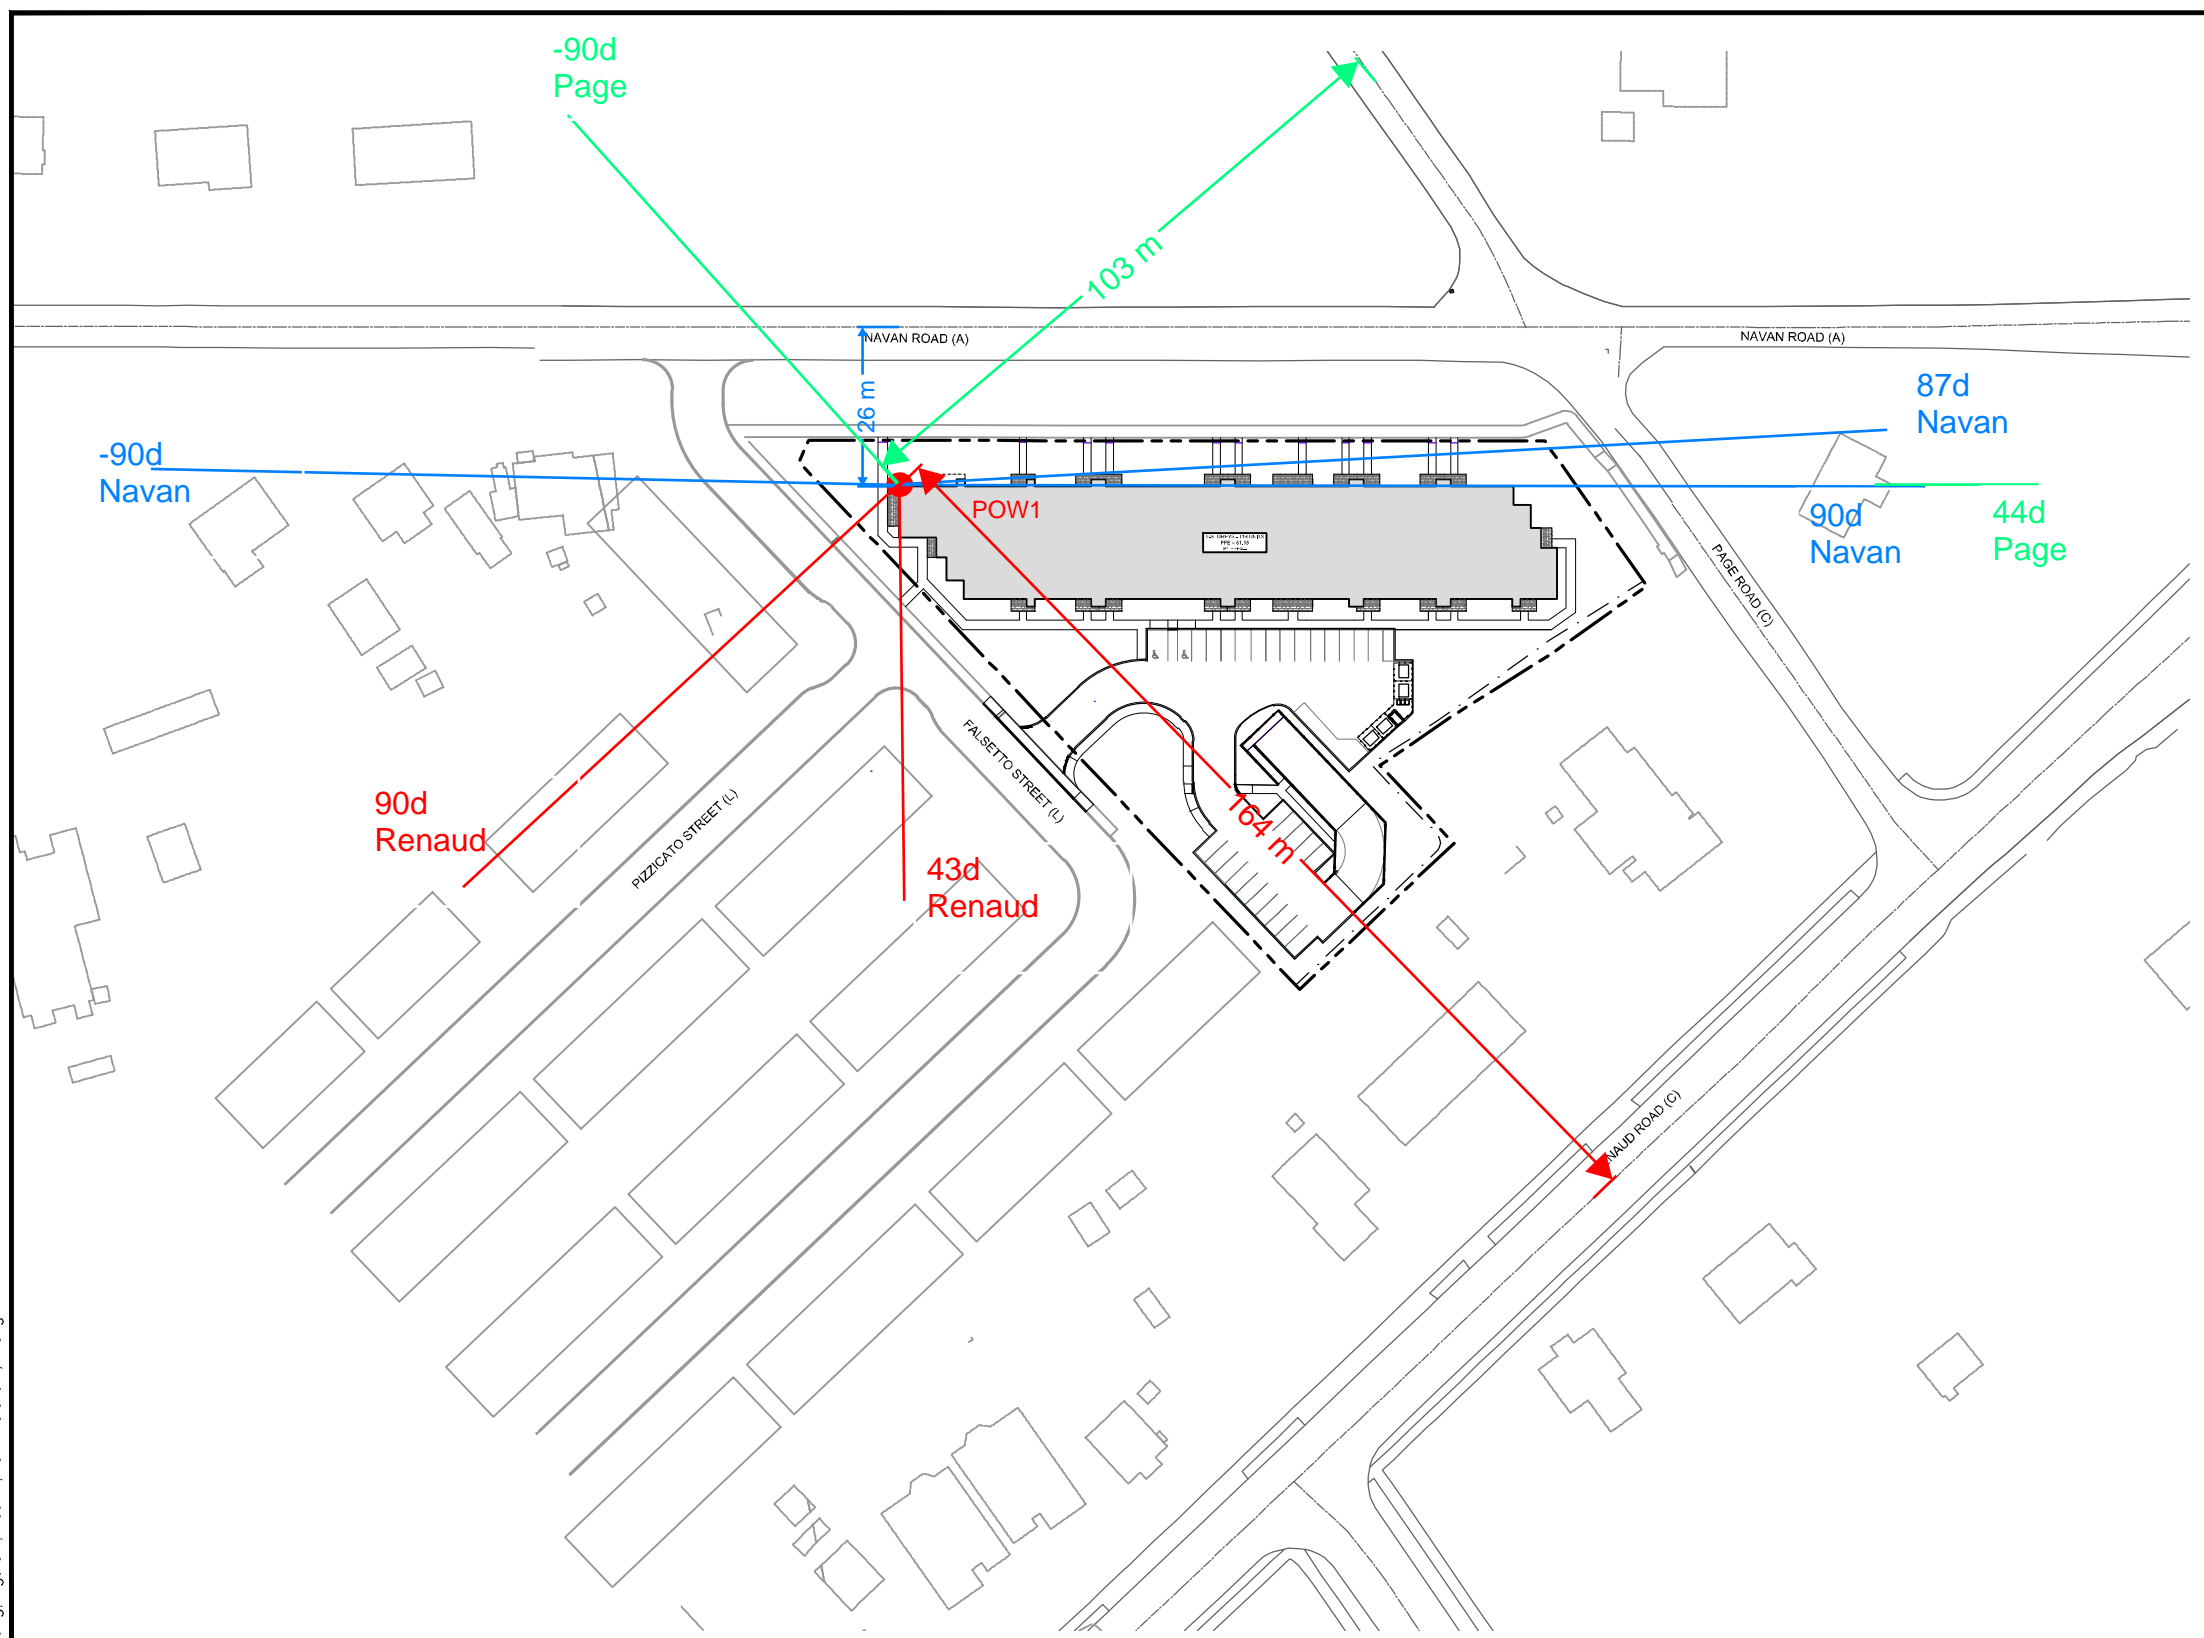 -90d
Page
103 m
NAVAN ROAD (A)
NAVAN ROAD (A)
26 m
87d
Navan
-90d
Navan
POW1
90d
Navan
44d
Page
PAGE ROAD (C)
FALSETTO STREET (L)
PIZZICATO STREET (L)
90d
Renaud
43d
Renaud
164 m
NAUD ROAD (C)